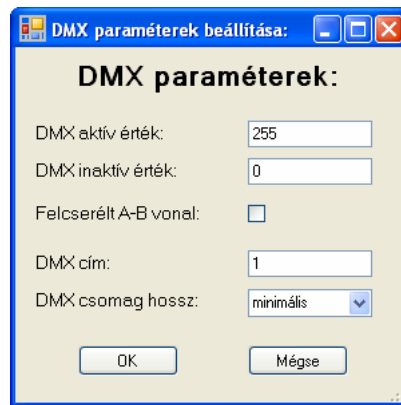 DMX paraméterek beállítása:
DMX paraméterek:
DMX aktív érték: 255
DMX inaktív érték: 0
Felcserélt A-B vonal:
DMX cím: 1
DMX csomag hossz: minimális
OK Mégse